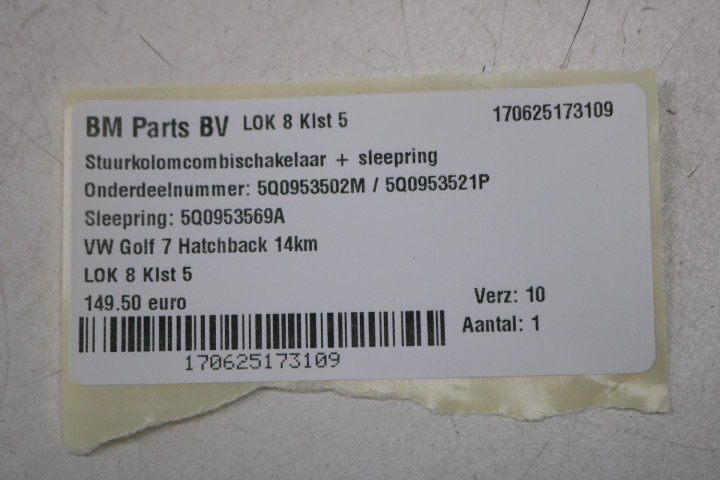 BM Parts BV LOK 8 Klst 5 170625173109
Stuurkolomcombischakelaar + sleepring
Onderdeelnummer: 5Q0953502M / 5Q0953521P
Sleepring: 5Q0953569A
VW Golf 7 Hatchback 14km
LOK 8 Klst 5
149.50 euro Verz: 10
Aantal: 1
170625173109